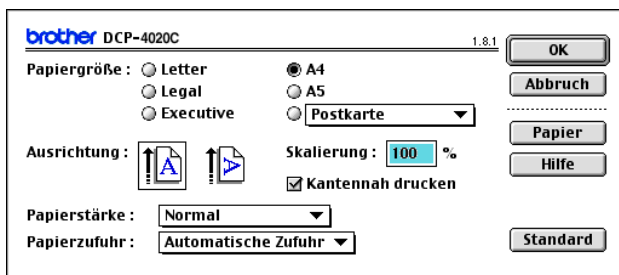 brother DCP-4020C
1.8.1
OK
Papiergröße : Letter A4
Abbruch
Legal A5
Executive Postkarte
Papier
Ausrichtung : A A Skalierung : 100 %
Hilfe
Kantennah drucken
Papierstärke : Normal
Papierzufuhr : Automatische Zufuhr
Standard